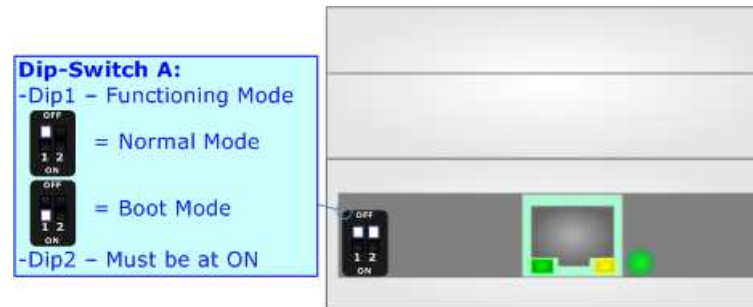 Dip-Switch A:
-Dip1 – Functioning Mode
OFF
1 2
ON
= Normal Mode
OFF
1 2
ON
= Boot Mode
-Dip2 – Must be at ON
OFF
1 2
ON